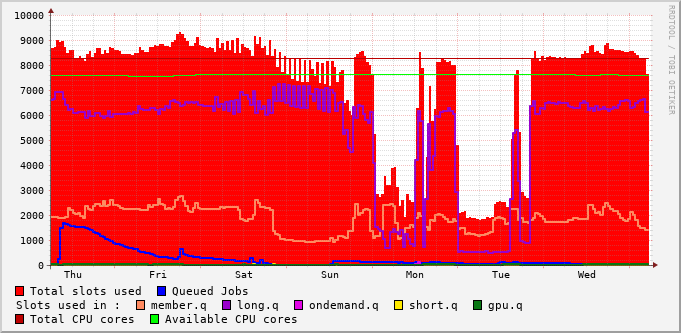 10000
9000
8000
7000
6000
5000
4000
3000
2000
1000
0
Thu Fri Sat Sun Mon Tue Wed
RRDTOOL / TOBI OETIKER
Total slots used Queued Jobs
Slots used in : member.q long.q ondemand.q short.q gpu.q
Total CPU cores Available CPU cores